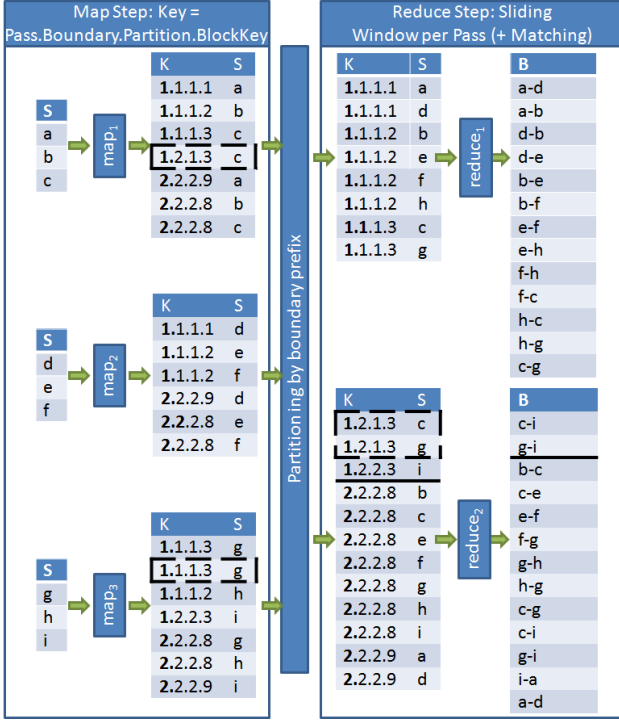 Map Step: Key =
Pass.Boundary.Partition.BlockKey
S
a
b
c
map1
K S
1.1.1.1 a
1.1.1.2 b
1.1.1.3 c
1.2.1.3 c
2.2.2.9 a
2.2.2.8 b
2.2.2.8 c
S
d
e
f
map2
K S
1.1.1.1 d
1.1.1.2 e
1.1.1.2 f
2.2.2.9 d
2.2.2.8 e
2.2.2.8 f
S
g
h
i
map3
K S
1.1.1.3 g
1.1.1.3 g
1.1.1.2 h
1.2.2.3 i
2.2.2.8 g
2.2.2.8 h
2.2.2.9 i
Partition ing by boundary prefix
Reduce Step: Sliding
Window per Pass (+ Matching)
K S
1.1.1.1 a
1.1.1.1 d
1.1.1.2 b
1.1.1.2 e
1.1.1.2 f
1.1.1.2 h
1.1.1.3 c
1.1.1.3 g
reduce1
B
a-d
a-b
d-b
d-e
b-e
b-f
e-f
e-h
f-h
f-c
h-c
h-g
c-g
K S
1.2.1.3 c
1.2.1.3 g
1.2.2.3 i
2.2.2.8 b
2.2.2.8 c
2.2.2.8 e
2.2.2.8 f
2.2.2.8 g
2.2.2.8 h
2.2.2.8 i
2.2.2.9 a
2.2.2.9 d
reduce2
B
c-i
g-i
b-c
c-e
e-f
f-g
g-h
h-g
c-g
c-i
g-i
i-a
a-d